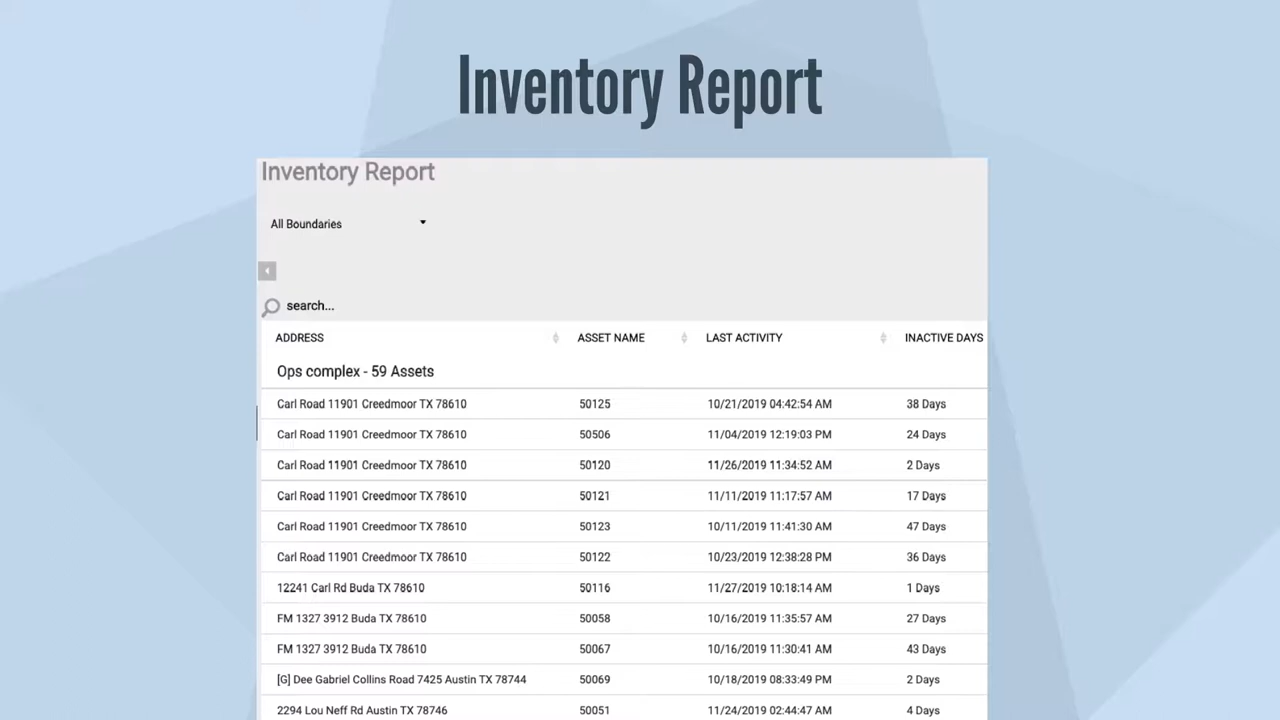 Inventory Report
Inventory Report
All Boundaries
search...
ADDRESS ASSET NAME LAST ACTIVITY INACTIVE DAYS
Ops complex - 59 Assets
Carl Road 11901 Creedmoor TX 78610 50125 10/21/2019 04:42:54 AM 38 Days
Carl Road 11901 Creedmoor TX 78610 50506 11/04/2019 12:19:03 PM 24 Days
Carl Road 11901 Creedmoor TX 78610 50120 11/26/2019 11:34:52 AM 2 Days
Carl Road 11901 Creedmoor TX 78610 50121 11/11/2019 11:17:57 AM 17 Days
Carl Road 11901 Creedmoor TX 78610 50123 10/11/2019 11:41:30 AM 47 Days
Carl Road 11901 Creedmoor TX 78610 50122 10/23/2019 12:38:28 PM 36 Days
12241 Carl Rd Buda TX 78610 50116 11/27/2019 10:18:14 AM 1 Days
FM 1327 3912 Buda TX 78610 50058 10/16/2019 11:35:57 AM 27 Days
FM 1327 3912 Buda TX 78610 50067 10/16/2019 11:30:41 AM 43 Days
[G] Dee Gabriel Collins Road 7425 Austin TX 78744 50069 10/18/2019 08:33:49 PM 2 Days
2294 Lou Neff Rd Austin TX 78746 50051 11/24/2019 02:44:47 AM 4 Days